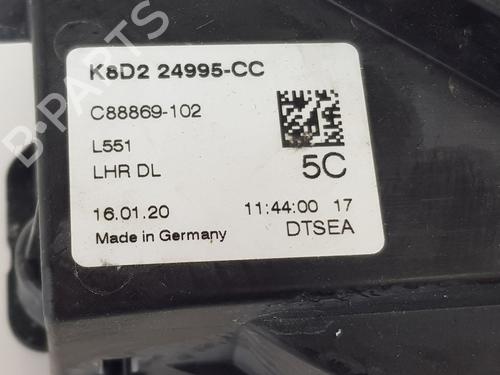 K8D2 24995-CC
C88869-102
L551
LHR DL
5C
16.01.20 11:44:00 17
Made in Germany DTSEA
B-PARTS